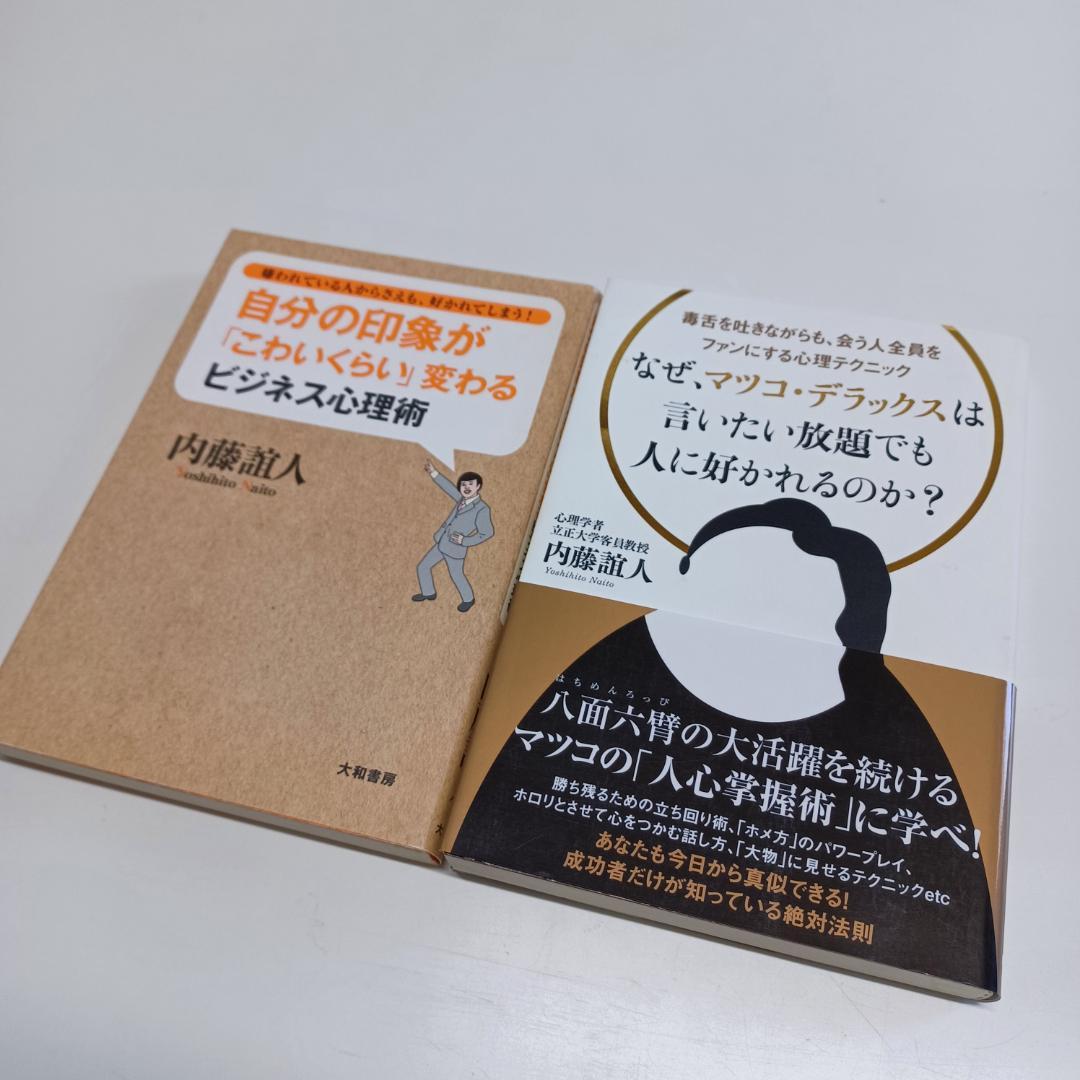 嫌われている人からさえも、好かれてしまう!
自分の印象が
「こわいくらい」変わる
ビジネス心理術
内藤誼人
Yoshihito Naito
大和書房
毒舌を吐きながらも、会う人全員を
ファンにする心理テクニック
なぜ、マツコ・デラックスは
言いたい放題でも
人に好かれるのか?
心理学者
立正大学客員教授
内藤誼人
Yoshihito Naito
はちめんろっぴ
八面六臂の大活躍を続ける
マツコの「人心掌握術」に学べ!
勝ち残るための立ち回り術、「ホメ方」のパワープレイ、
ホロリとさせて心をつかむ話し方、「大物」に見せるテクニックetc
あなたも今日から真似できる!
成功者だけが知っている絶対法則